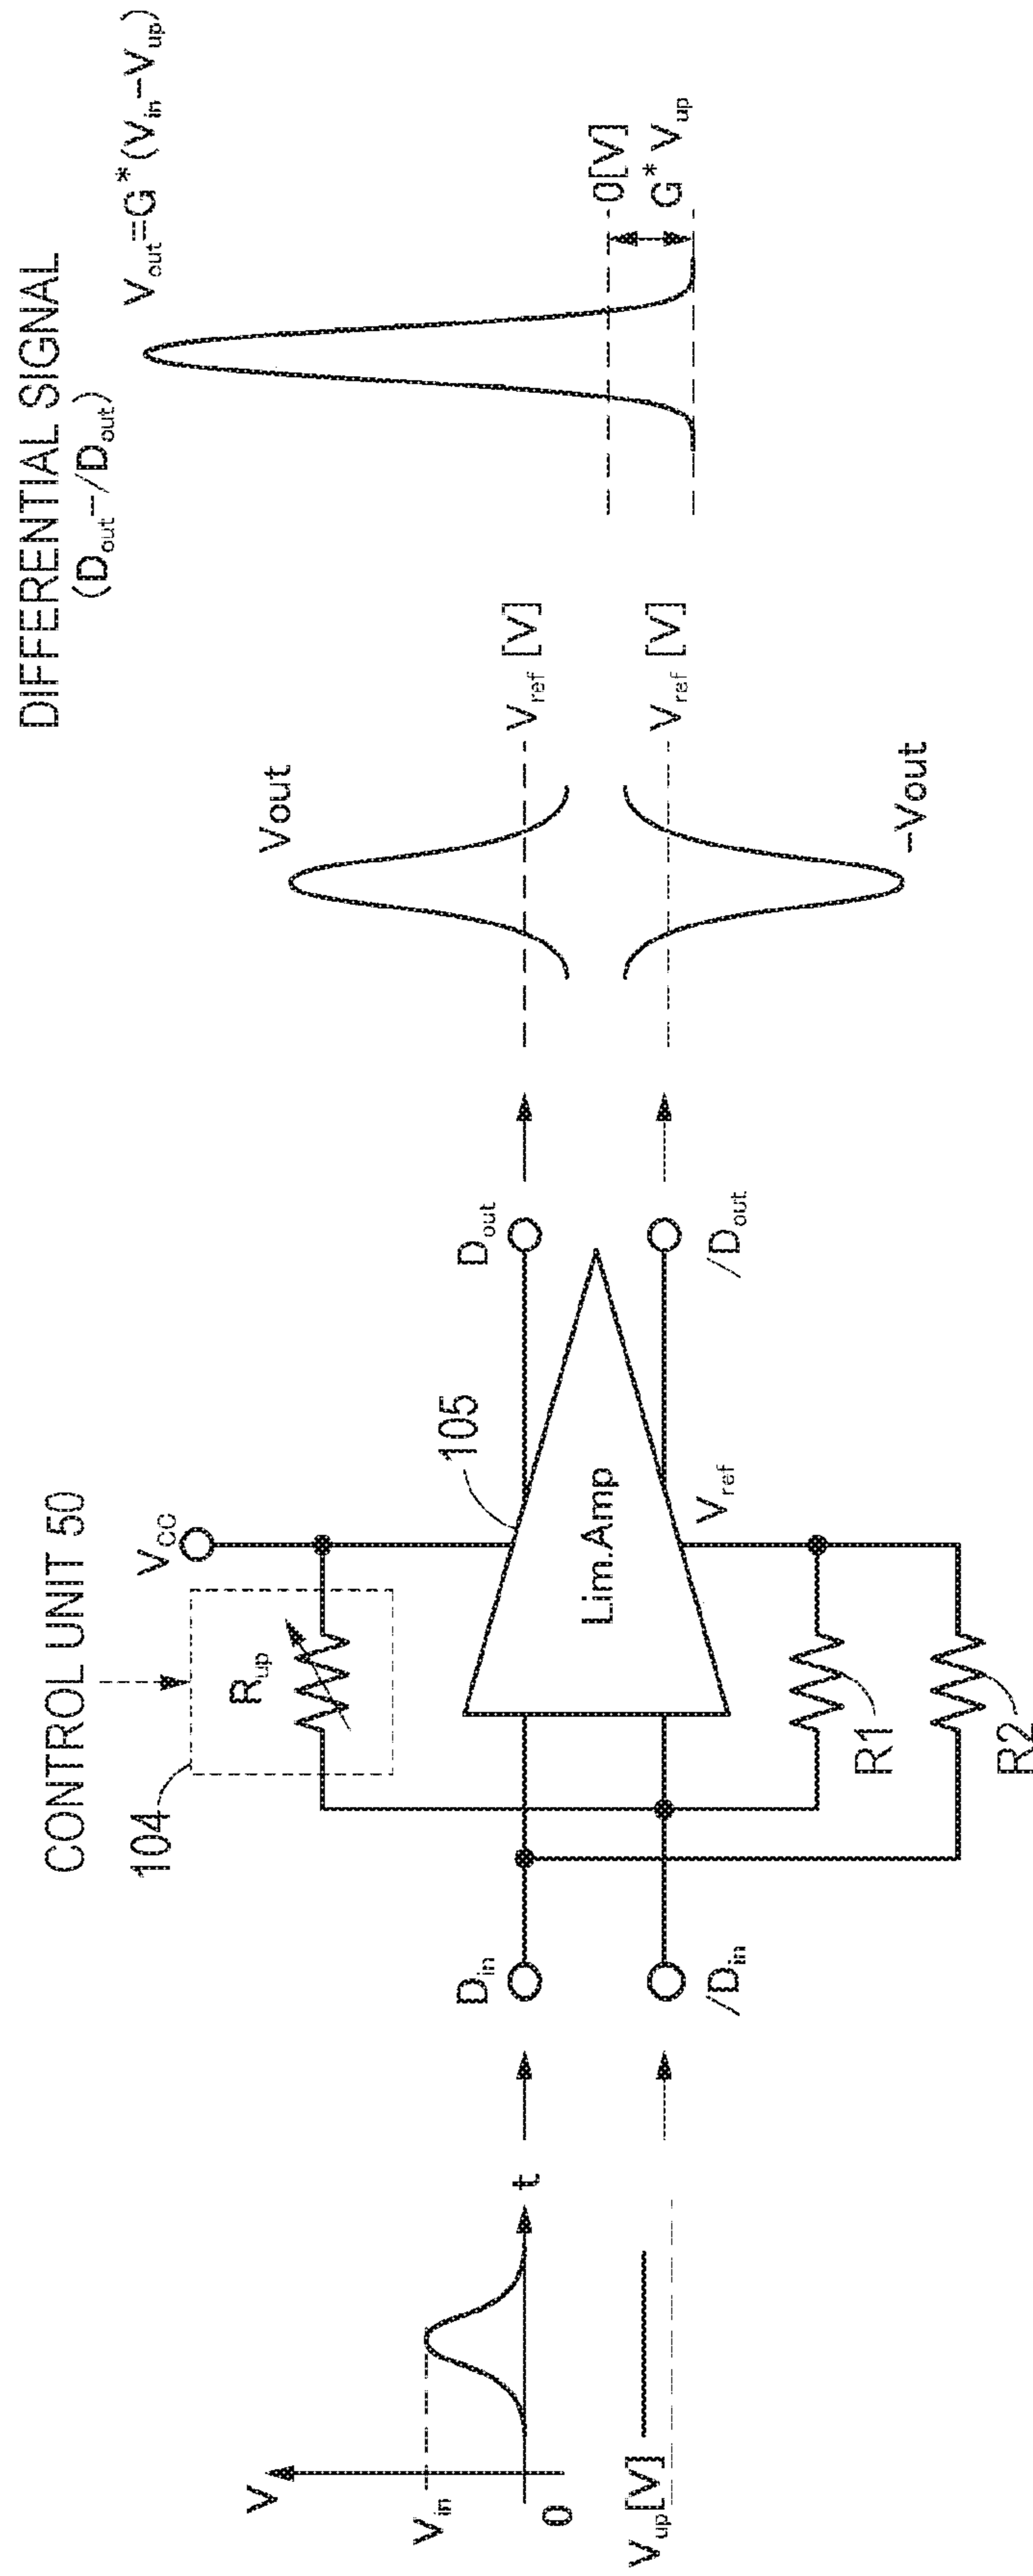 CONTROL UNIT 50
104
Rup
Vcc
105
Lim.Amp
Vref
R1
R2
V
Vin
0
t
Vup[V]
Din
/Din
Dout
/Dout
Vout
Vref [V]
Vref [V]
-Vout
DIFFERENTIAL SIGNAL
(Dout-/Dout)
Vout=G*(Vin-Vup)
0[V]
G* Vup